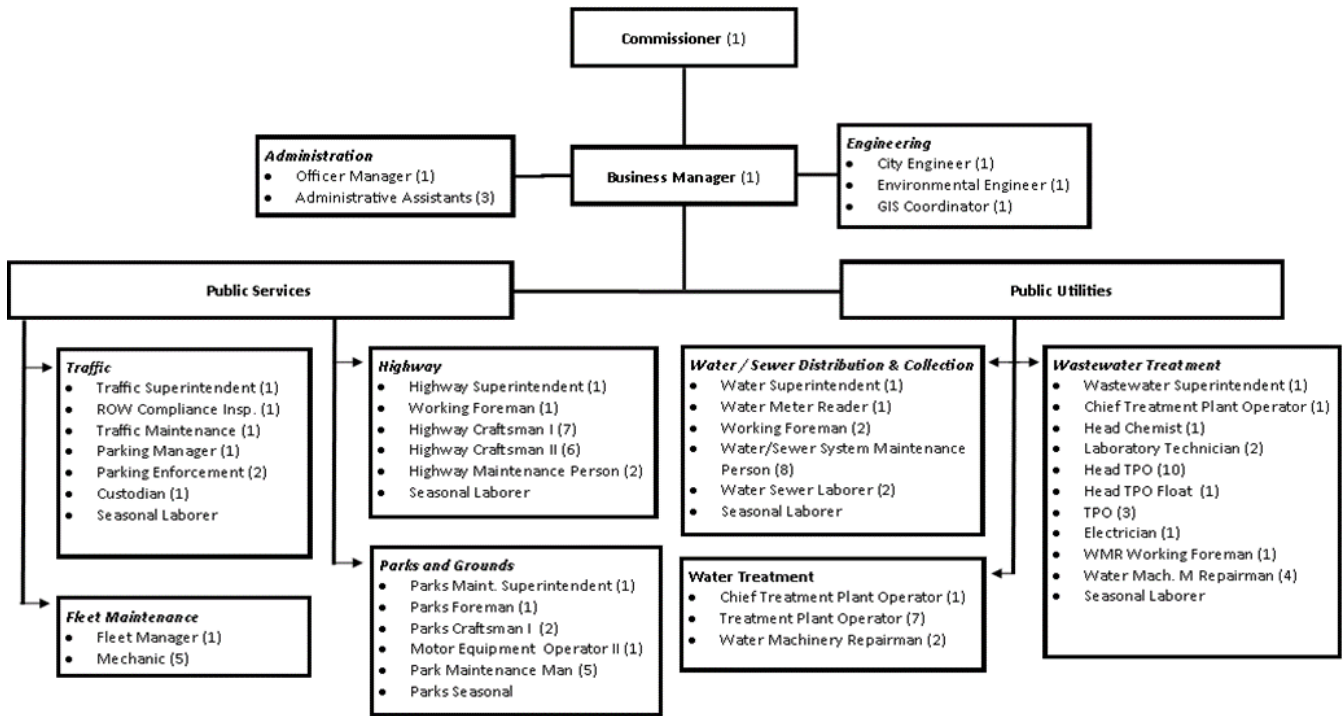 Commissioner (1)
Administration
• Officer Manager (1)
• Administrative Assistants (3)
Business Manager (1)
Engineering
• City Engineer (1)
• Environmental Engineer (1)
• GIS Coordinator (1)
Public Services
Public Utilities
Traffic
• Traffic Superintendent (1)
• ROW Compliance Insp. (1)
• Traffic Maintenance (1)
• Parking Manager (1)
• Parking Enforcement (2)
• Custodian (1)
• Seasonal Laborer
Fleet Maintenance
• Fleet Manager (1)
• Mechanic (5)
Highway
• Highway Superintendent (1)
• Working Foreman (1)
• Highway Craftsman I (7)
• Highway Craftsman II (6)
• Highway Maintenance Person (2)
• Seasonal Laborer
Parks and Grounds
• Parks Maint. Superintendent (1)
• Parks Foreman (1)
• Parks Craftsman I (2)
• Motor Equipment Operator II (1)
• Park Maintenance Man (5)
• Parks Seasonal
Water / Sewer Distribution & Collection
• Water Superintendent (1)
• Water Meter Reader (1)
• Working Foreman (2)
• Water/Sewer System Maintenance
Person (8)
• Water Sewer Laborer (2)
• Seasonal Laborer
Water Treatment
• Chief Treatment Plant Operator (1)
• Treatment Plant Operator (7)
• Water Machinery Repairman (2)
Wastewater Treatment
• Wastewater Superintendent (1)
• Chief Treatment Plant Operator (1)
• Head Chemist (1)
• Laboratory Technician (2)
• Head TPO (10)
• Head TPO Float (1)
• TPO (3)
• Electrician (1)
• WMR Working Foreman (1)
• Water Mach. M Repairman (4)
• Seasonal Laborer